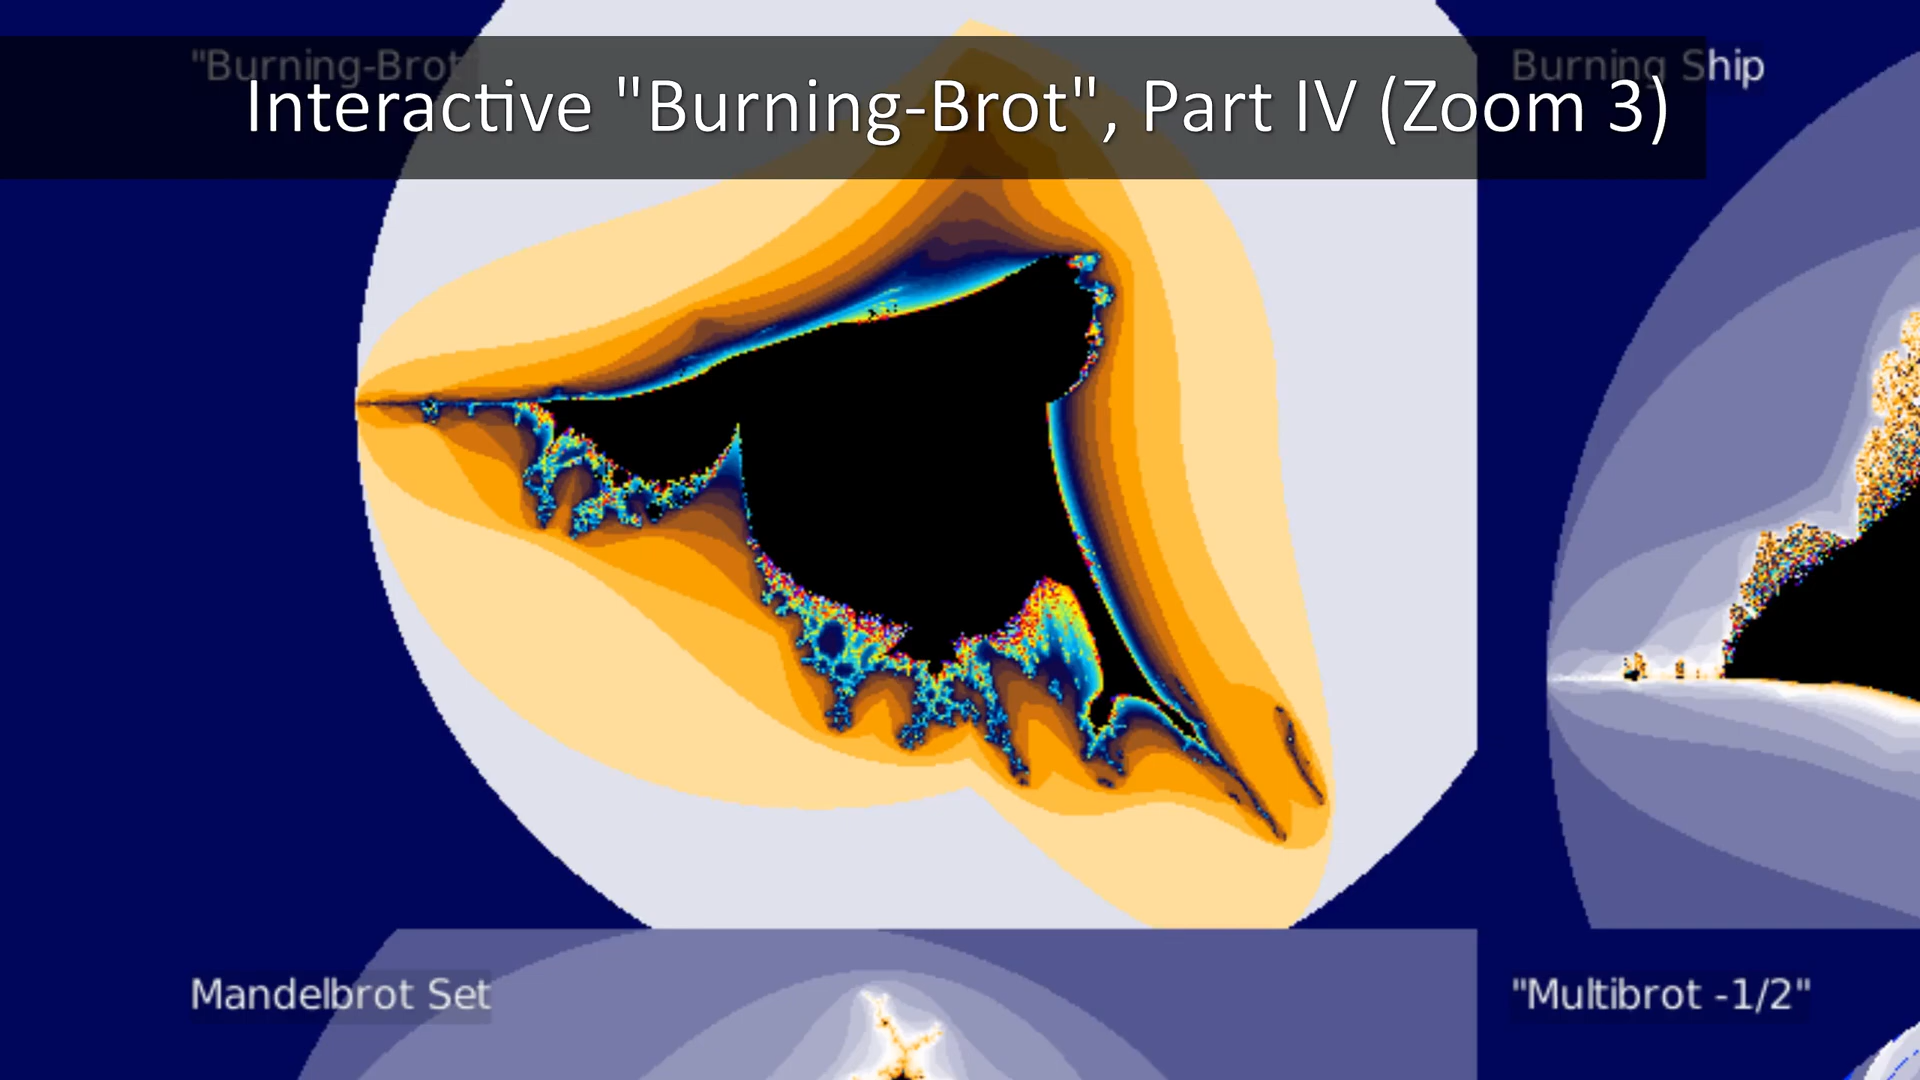 "Burning-Brot"
Burning Ship
Interactive "Burning-Brot", Part IV (Zoom 3)
Mandelbrot Set
"Multibrot -1/2"